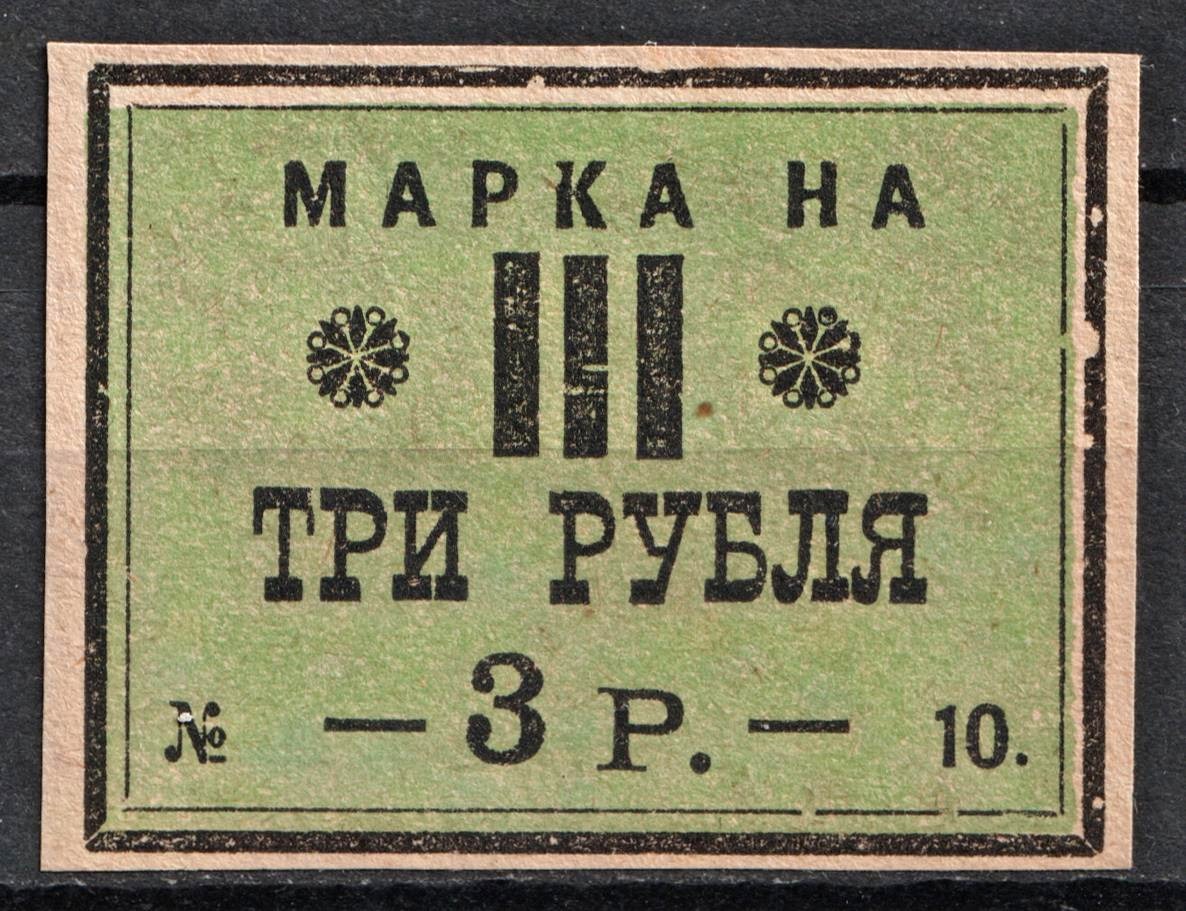 МАРКА НА
III
ТРИ РУБЛЯ
№ — 3 Р. — 10.